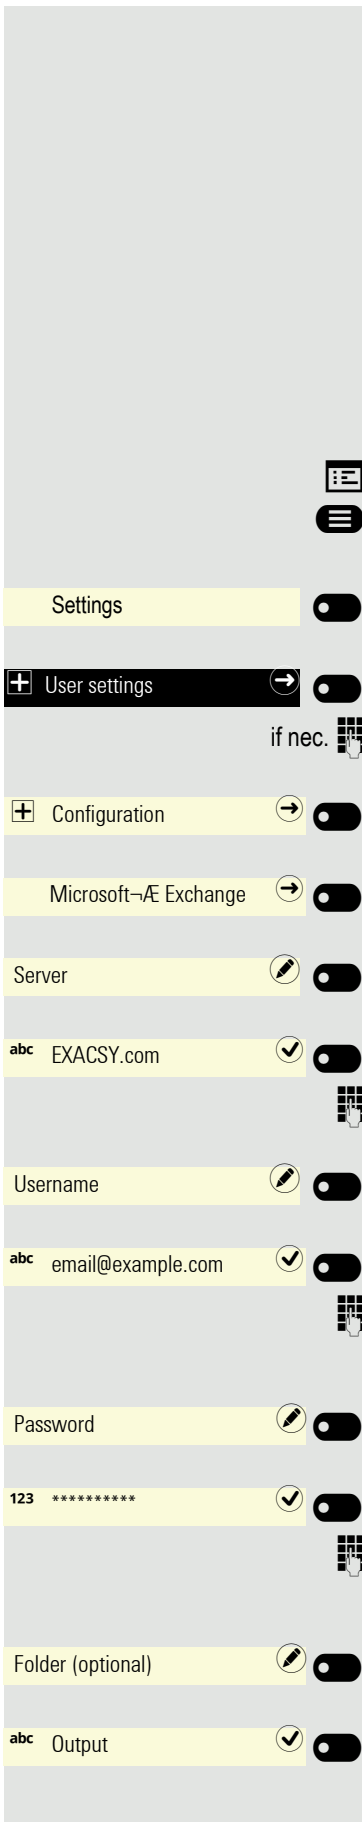 Settings
User settings
if nec.
Configuration
Microsoft¬Æ Exchange
Server
abc EXACSY.com
Username
abc email@example.com
Password
123 **********
Folder (optional)
abc Output